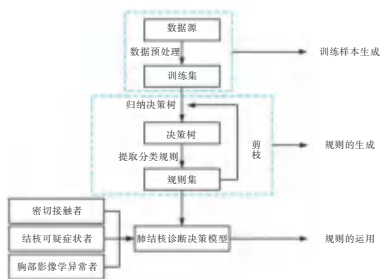 数据源
数据预处理
训练样本生成
训练集
归纳决策树
决策树
剪枝
提取分类规则
规则的生成
规则集
密切接触者
结核可疑症状者
肺结核诊断决策模型
规则的运用
胸部影像学异常者